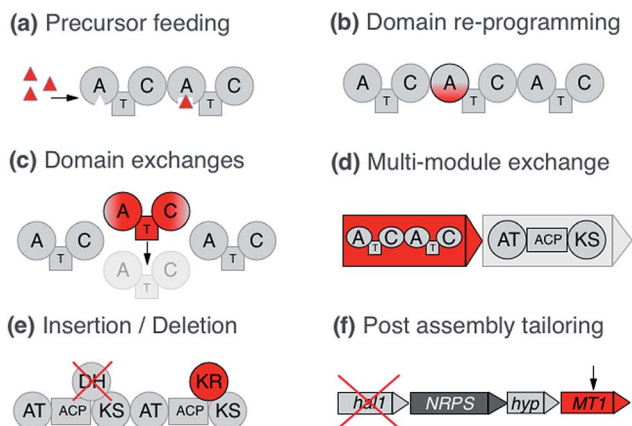 (a) Precursor feeding
A C A C
T T
(b) Domain re-programming
A C A C A C
T T T
(c) Domain exchanges
A C
T
A C A C
T T
A C
T
(d) Multi-module exchange
A C A C AT ACP KS
T T
(e) Insertion / Deletion
DH KR
AT ACP KS AT ACP KS
(f) Post assembly tailoring
hal1 NRPS hyp MT1